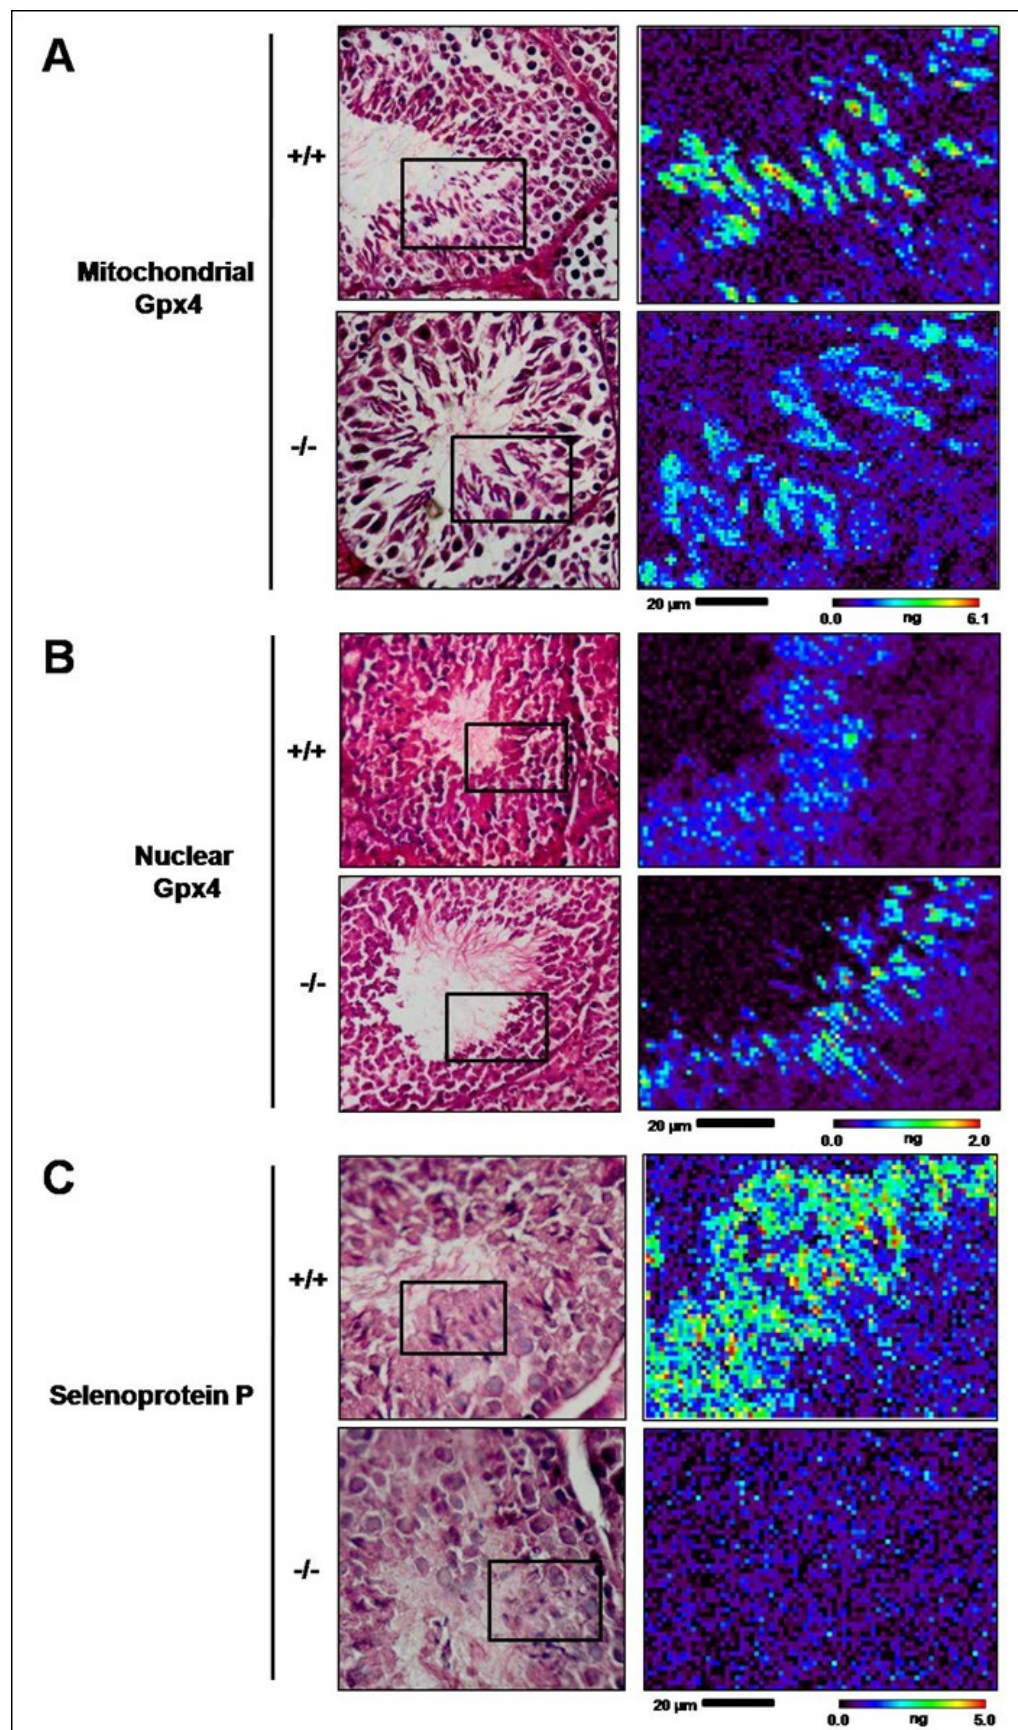 A
+/+
Mitochondrial
Gpx4
-/-
20 µm
0.0 ng 6.1
B
+/+
Nuclear
Gpx4
-/-
20 µm
0.0 ng 2.0
C
+/+
Selenoprotein P
-/-
20 µm
0.0 ng 5.0